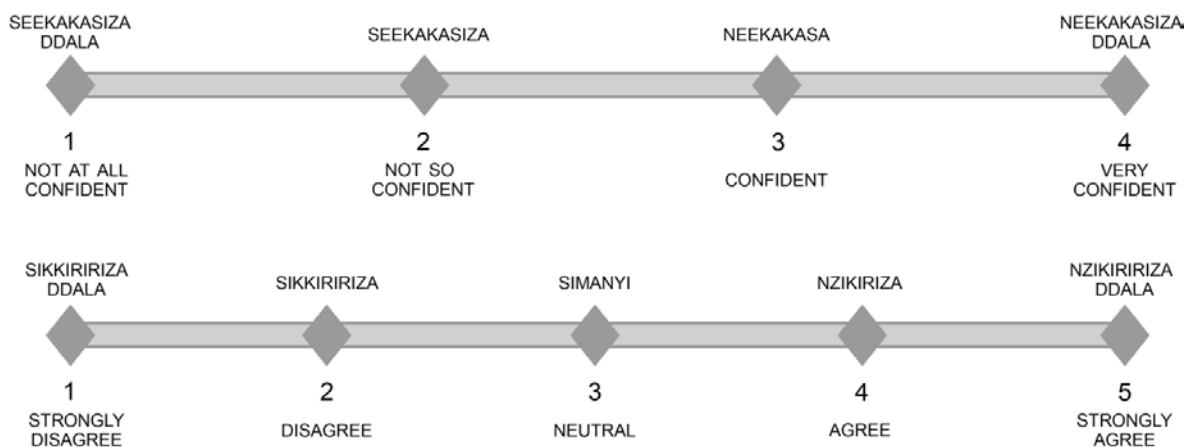 SEEKAKASIZA DDALA
SEEKAKASIZA
NEEKAKASA
NEEKAKASIZA DDALA
1
2
3
4
NOT AT ALL CONFIDENT
NOT SO CONFIDENT
CONFIDENT
VERY CONFIDENT
SIKKIRIRIZA DDALA
SIKKIRIRIZA
SIMANYI
NZIKIRIZA
NZIKIRIRIZA DDALA
1
2
3
4
5
STRONGLY DISAGREE
DISAGREE
NEUTRAL
AGREE
STRONGLY AGREE